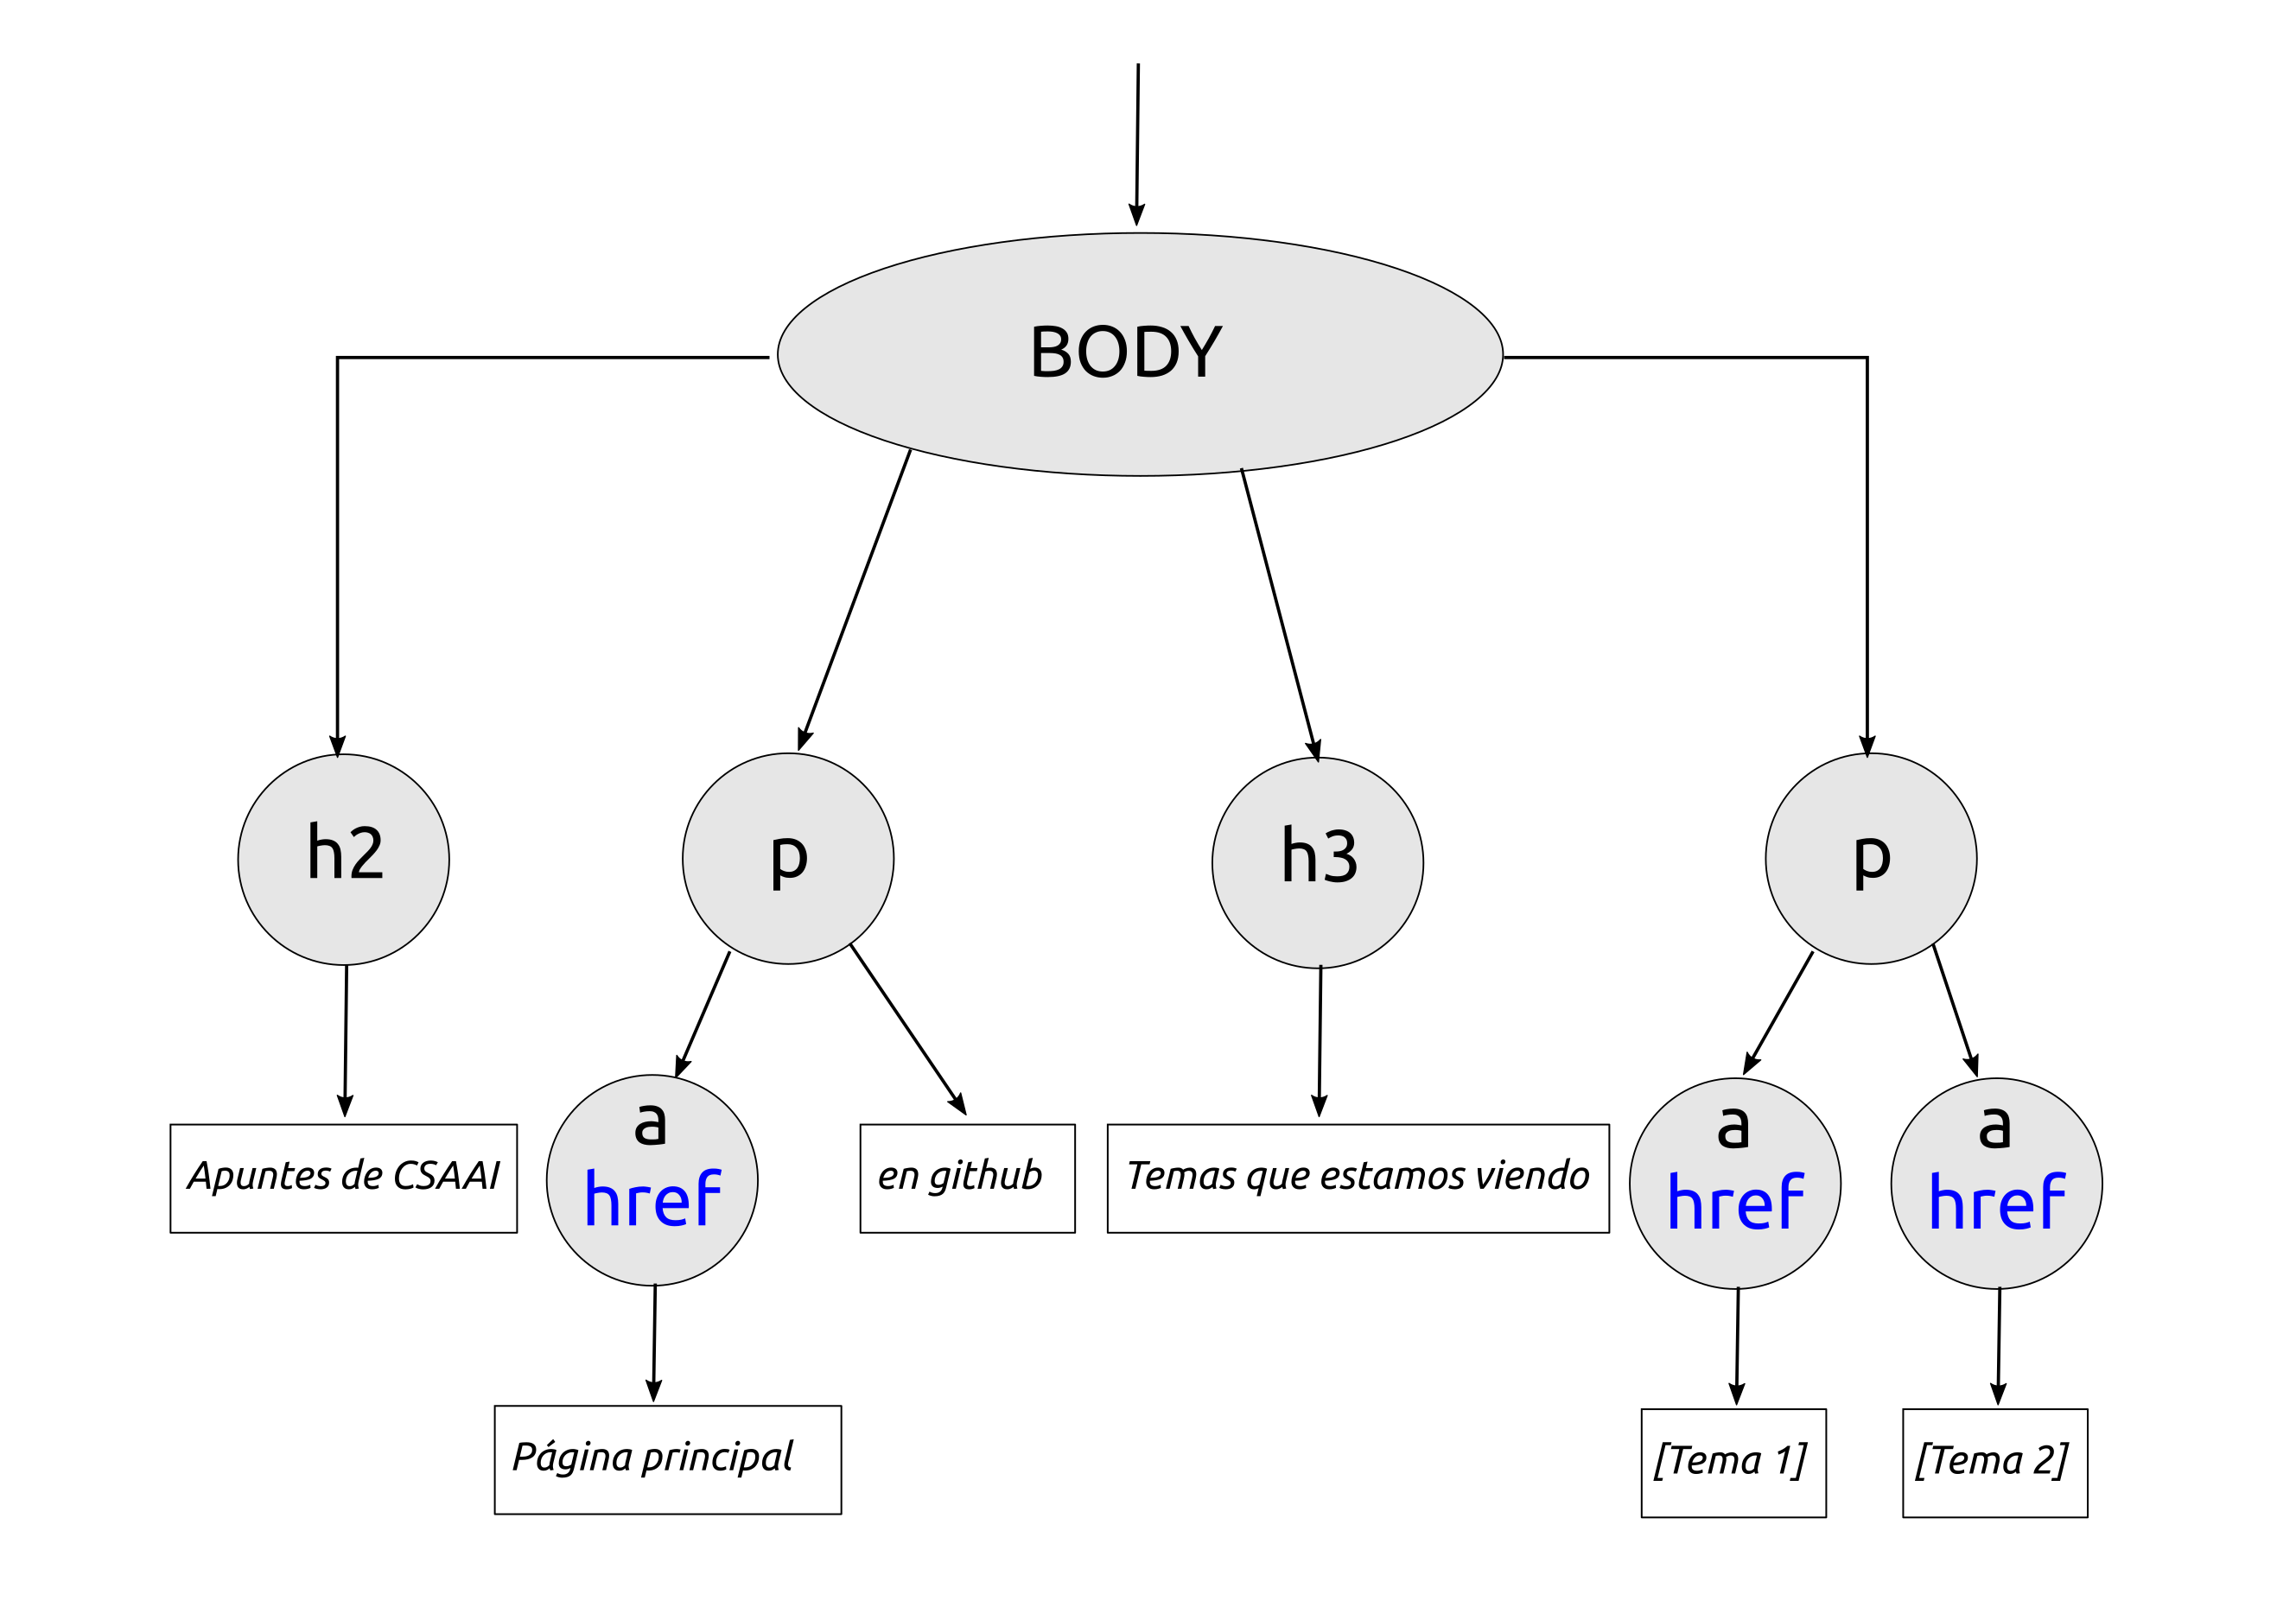 BODY
h2
p
h3
p
a
href
a
href
a
href
Apuntes de CSAAI
en github
Temas que estamos viendo
Página principal
[Tema 1]
[Tema 2]